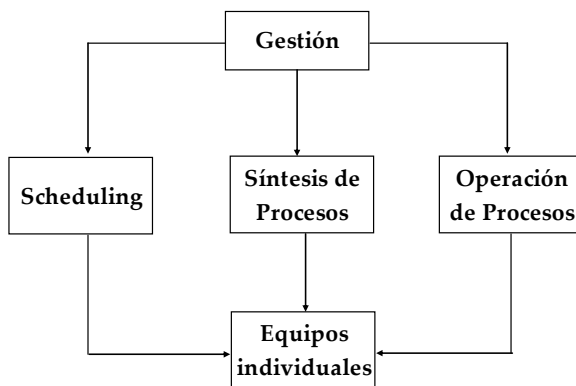 Gestión
Scheduling
Síntesis de
Procesos
Operación
de Procesos
Equipos
individuales